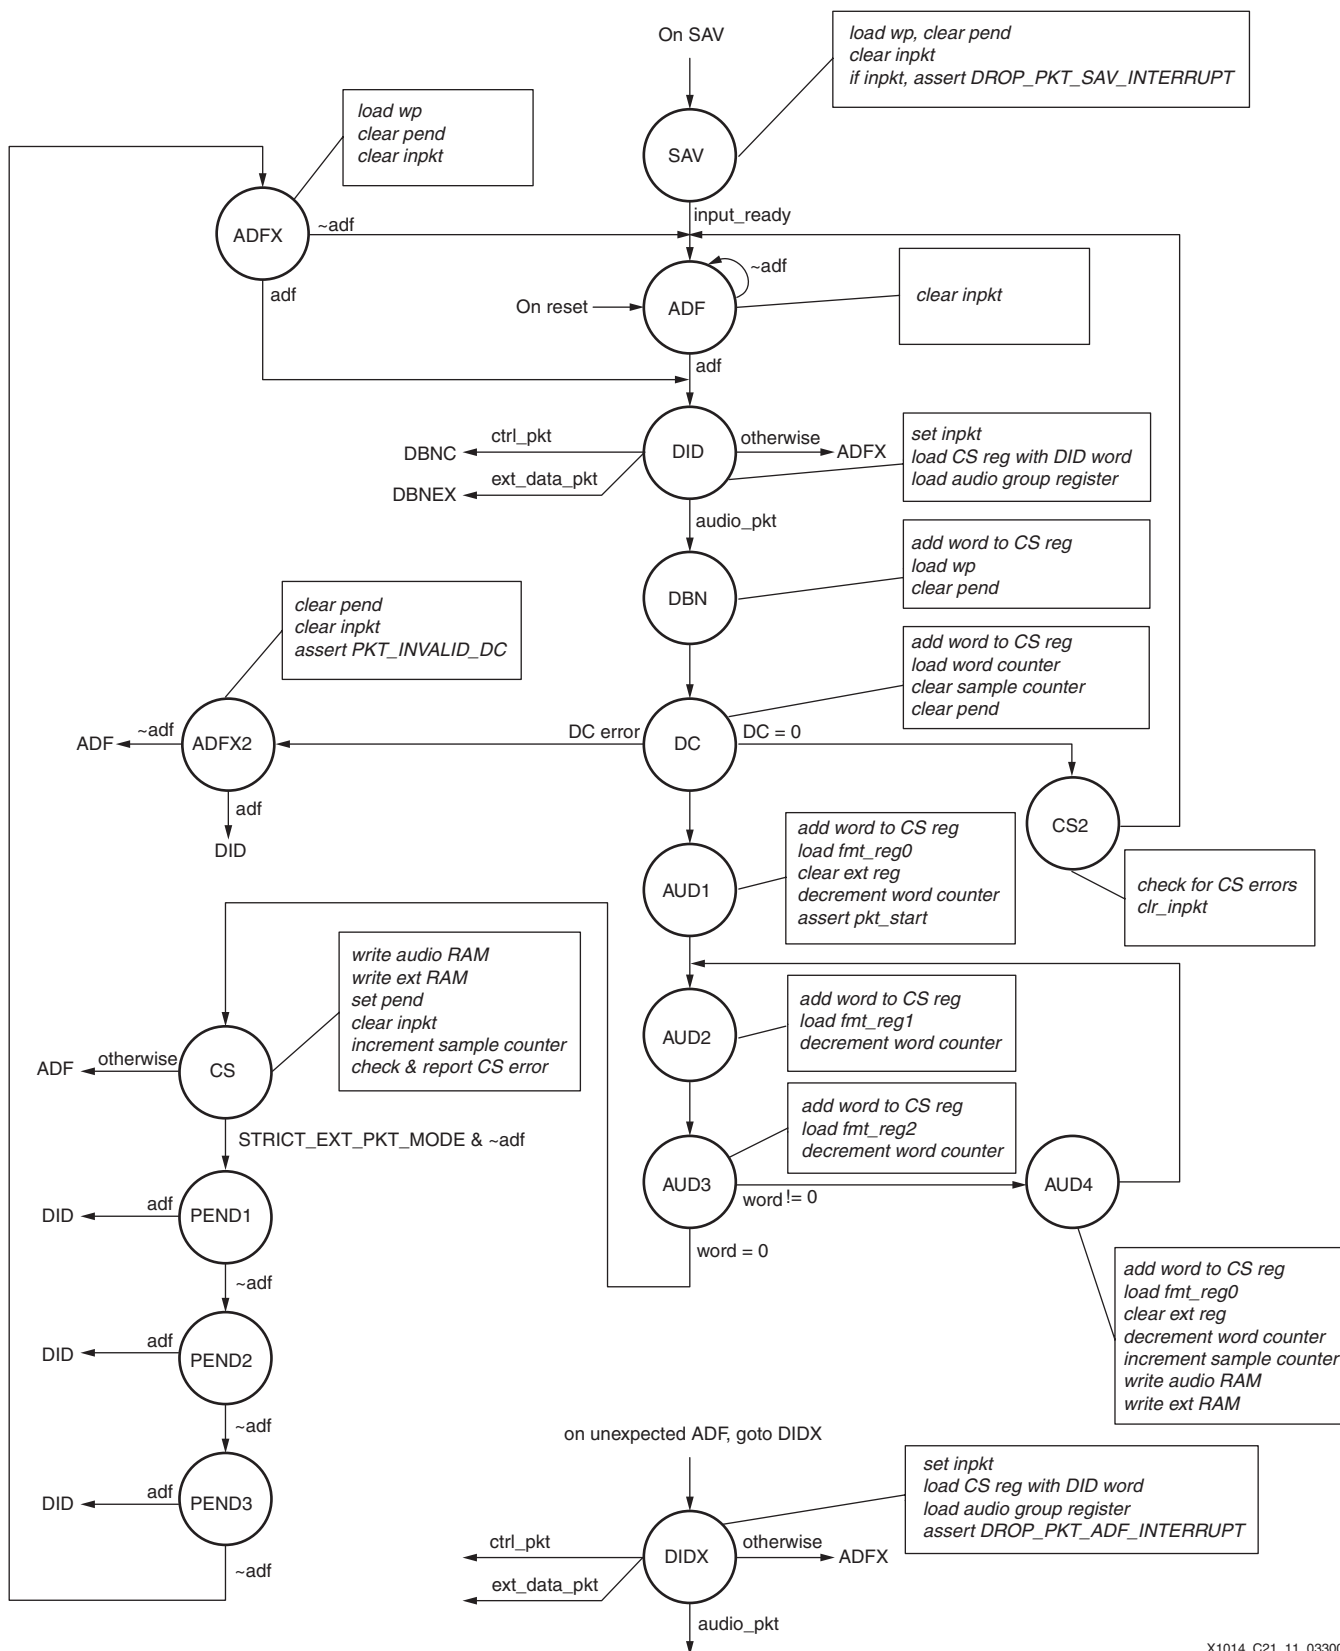 On SAV
load wp, clear pend
clear inpkt
if inpkt, assert DROP_PKT_SAV_INTERRUPT
load wp
clear pend
clear inpkt
SAV
input_ready
ADFX
~adf
adf
~adf
On reset
ADF
clear inpkt
adf
ctrl_pkt
DBNC
ext_data_pkt
DBNEX
DID
otherwise
ADFX
set inpkt
load CS reg with DID word
load audio group register
audio_pkt
DBN
add word to CS reg
load wp
clear pend
clear pend
clear inpkt
assert PKT_INVALID_DC
add word to CS reg
load word counter
clear sample counter
clear pend
ADF
~adf
ADFX2
DC error
DC
DC = 0
adf
DID
CS2
check for CS errors
clr_inpkt
AUD1
add word to CS reg
load fmt_reg0
clear ext reg
decrement word counter
assert pkt_start
write audio RAM
write ext RAM
set pend
clear inpkt
increment sample counter
check & report CS error
AUD2
add word to CS reg
load fmt_reg1
decrement word counter
ADF
otherwise
CS
STRICT_EXT_PKT_MODE & ~adf
add word to CS reg
load fmt_reg2
decrement word counter
AUD3
word != 0
AUD4
word = 0
DID
adf
PEND1
~adf
add word to CS reg
load fmt_reg0
clear ext reg
decrement word counter
increment sample counter
write audio RAM
write ext RAM
DID
adf
PEND2
~adf
DID
adf
PEND3
~adf
on unexpected ADF, goto DIDX
set inpkt
load CS reg with DID word
load audio group register
assert DROP_PKT_ADF_INTERRUPT
ctrl_pkt
ext_data_pkt
DIDX
otherwise
ADFX
audio_pkt